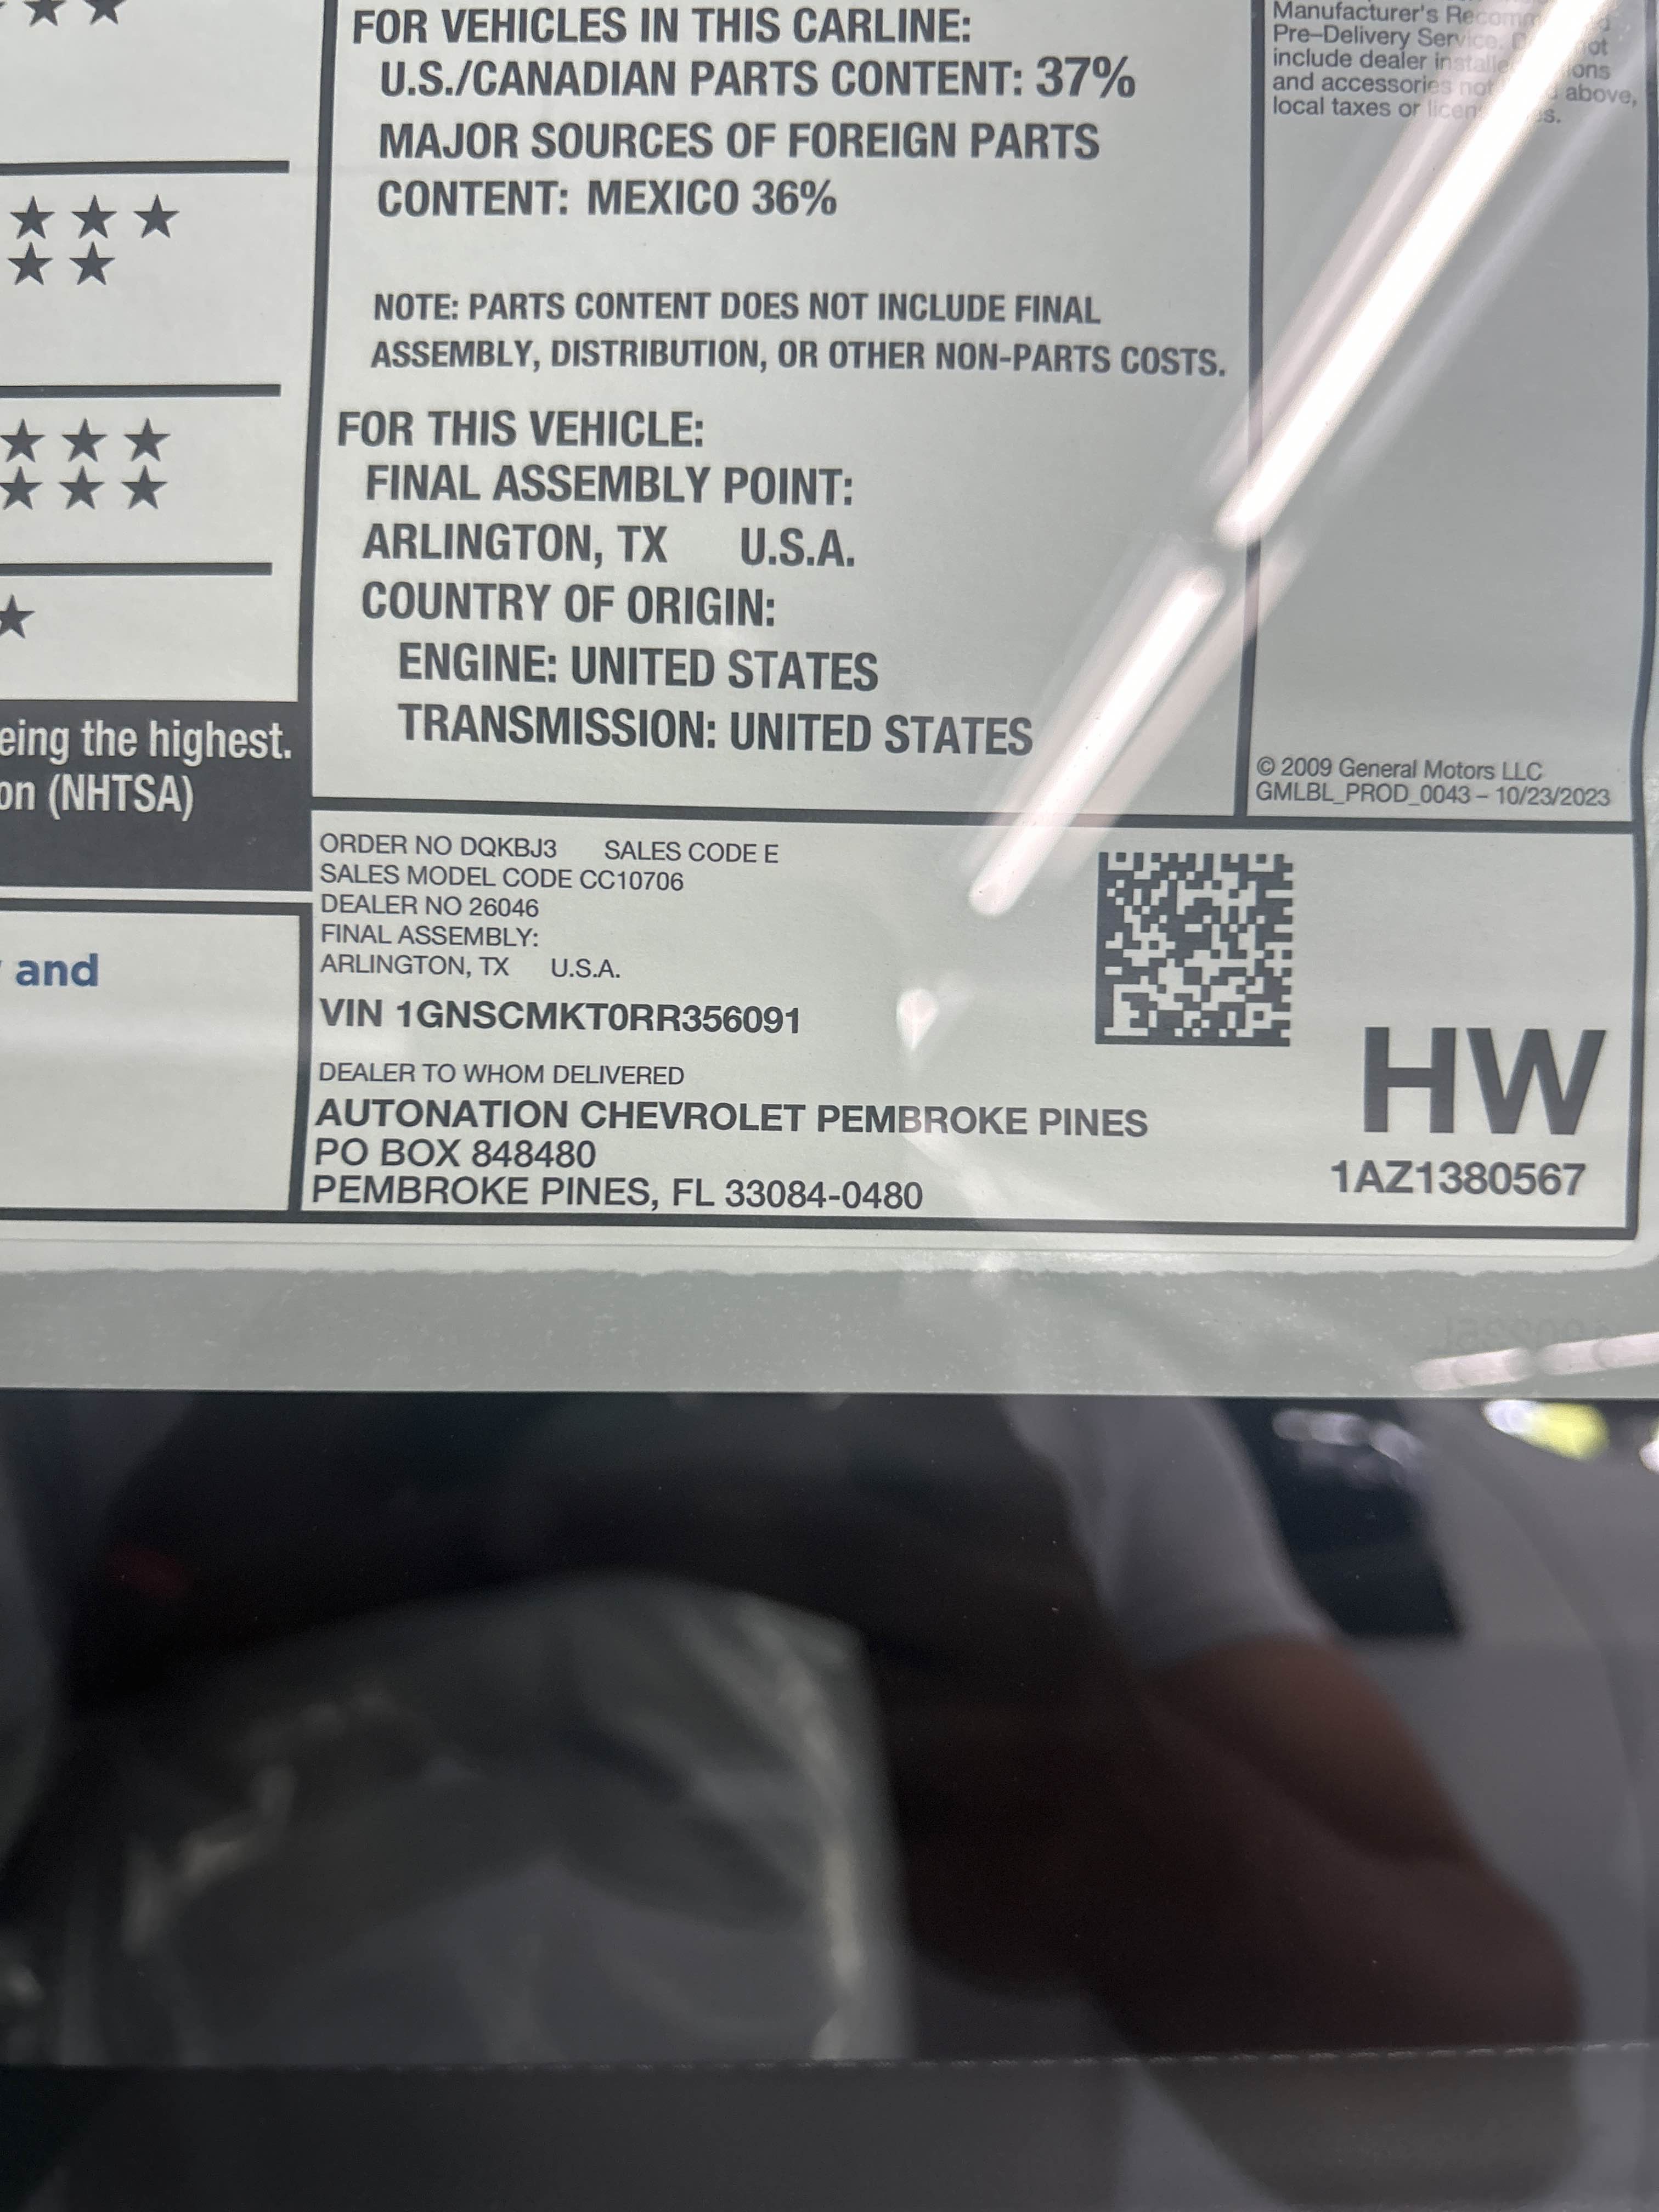 FOR VEHICLES IN THIS CARLINE:
U.S./CANADIAN PARTS CONTENT: 37%
MAJOR SOURCES OF FOREIGN PARTS
CONTENT: MEXICO 36%
NOTE: PARTS CONTENT DOES NOT INCLUDE FINAL
ASSEMBLY, DISTRIBUTION, OR OTHER NON-PARTS COSTS.
FOR THIS VEHICLE:
FINAL ASSEMBLY POINT:
ARLINGTON, TX U.S.A.
COUNTRY OF ORIGIN:
ENGINE: UNITED STATES
TRANSMISSION: UNITED STATES
Manufacturer's
Pre-Delivery Service.
include dealer
and accessories not above,
local taxes or
© 2009 General Motors LLC
GMLBL_PROD_0043 – 10/23/2023
eing the highest.
on (NHTSA)
and
ORDER NO DQKBJ3 SALES CODE E
SALES MODEL CODE CC10706
DEALER NO 26046
FINAL ASSEMBLY:
ARLINGTON, TX U.S.A.
VIN 1GNSCMKT0RR356091
DEALER TO WHOM DELIVERED
AUTONATION CHEVROLET PEMBROKE PINES
PO BOX 848480
PEMBROKE PINES, FL 33084-0480
HW
1AZ1380567